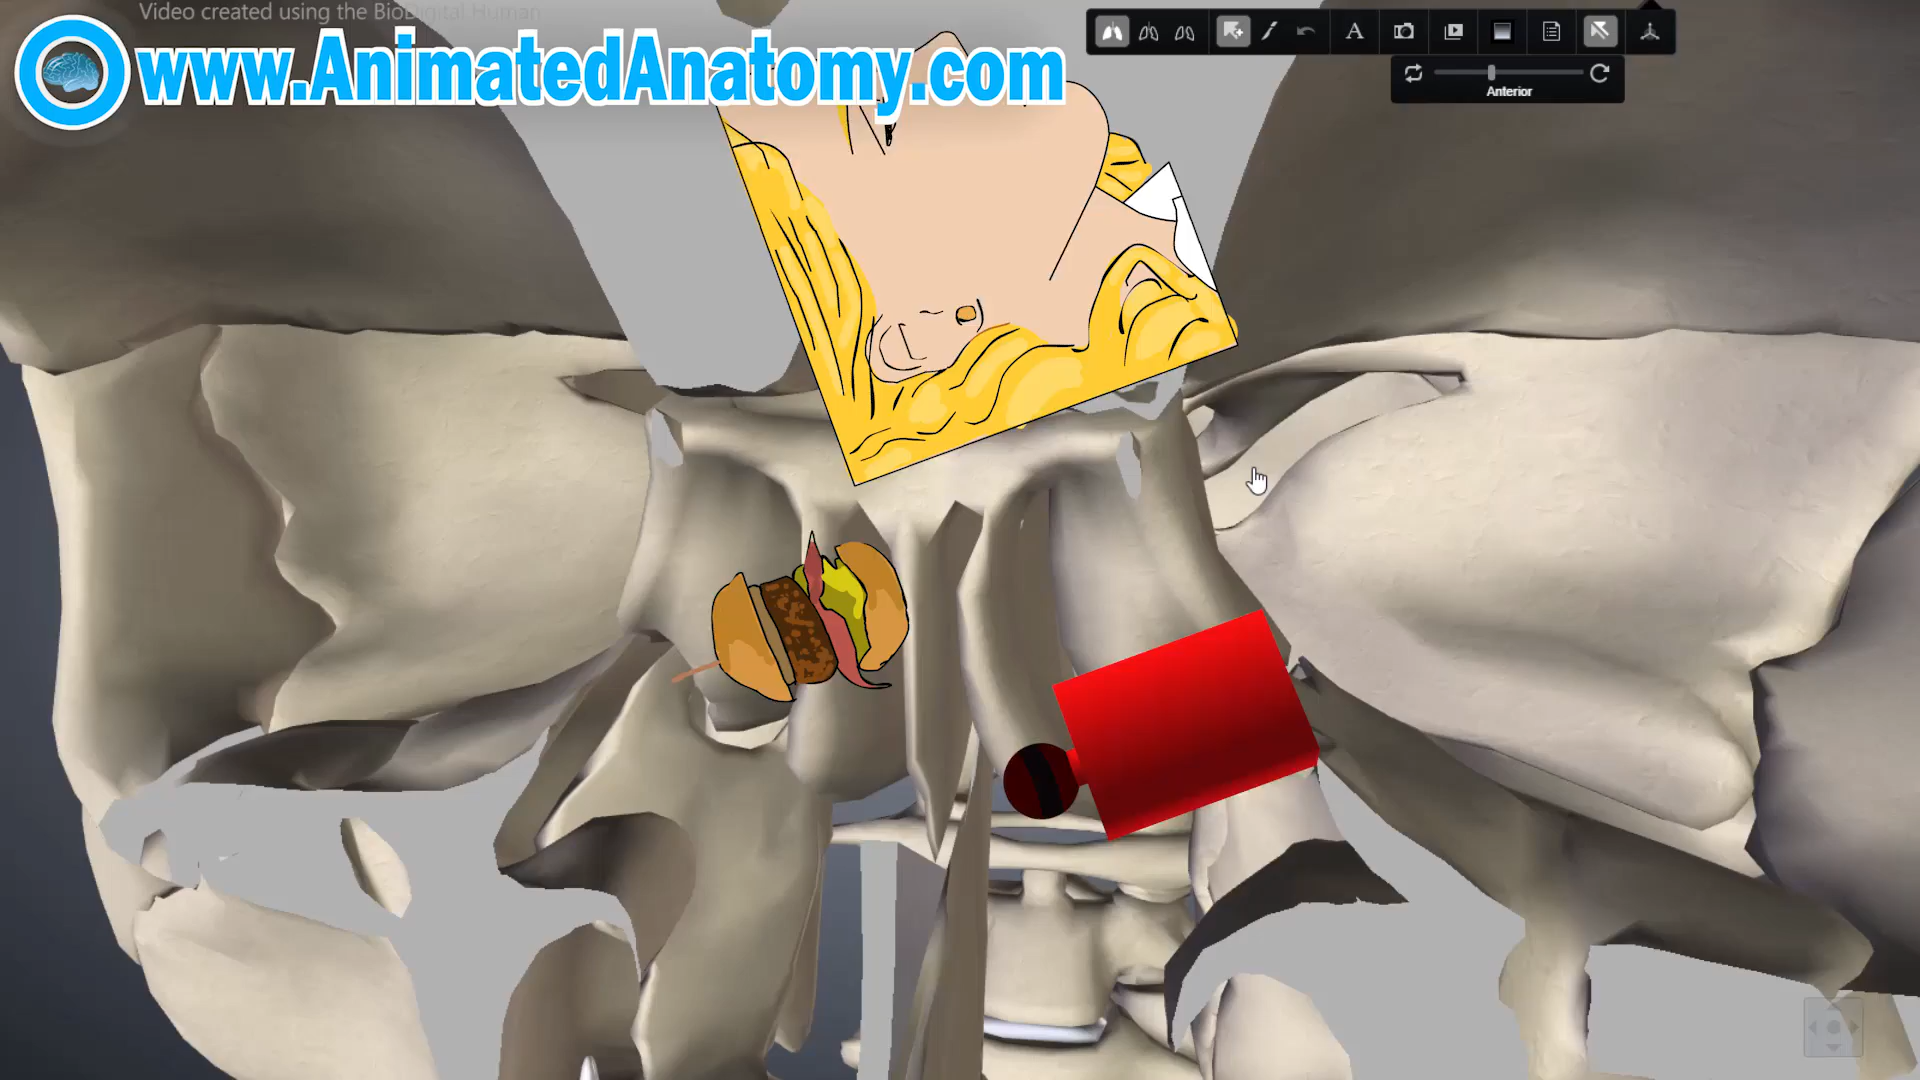 Video created using the BioDigital Human
www.AnimatedAnatomy.com
A
Anterior